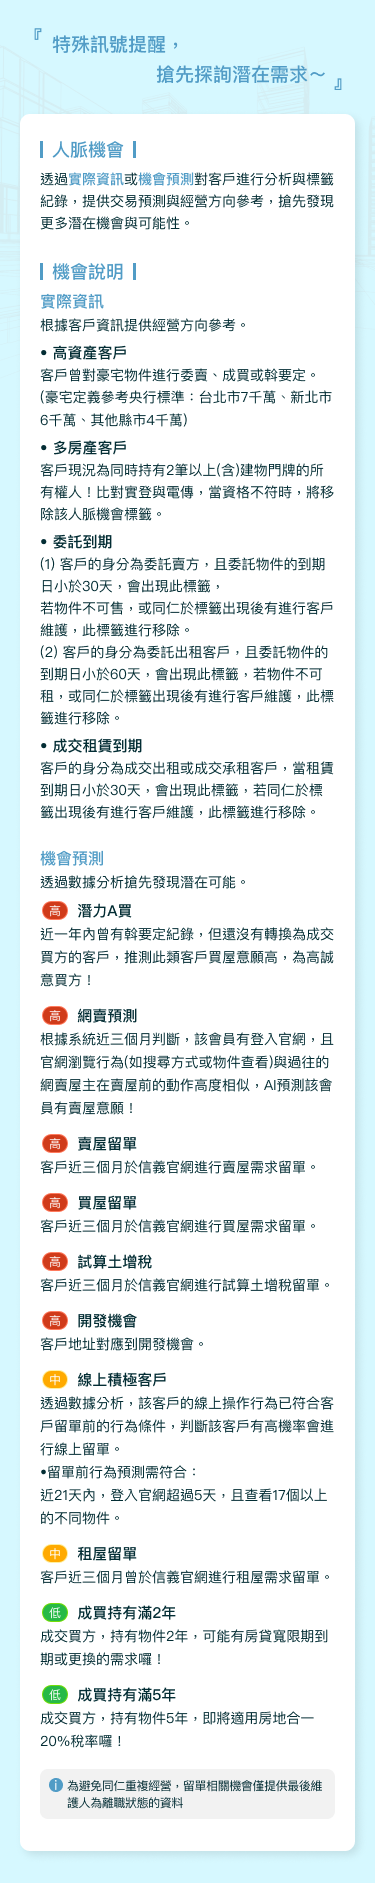 『 特殊訊號提醒，
搶先探詢潛在需求～ 』
人脈機會
透過實際資訊或機會預測對客戶進行分析與標籤
紀錄，提供交易預測與經營方向參考，搶先發現
更多潛在機會與可能性。
機會說明
實際資訊
根據客戶資訊提供經營方向參考。
• 高資產客戶
客戶曾對豪宅物件進行委賣、成買或斡要定。
(豪宅定義參考央行標準：台北市7千萬、新北市
6千萬、其他縣市4千萬)
• 多房產客戶
客戶現況為同時持有2筆以上(含)建物門牌的所
有權人！比對實登與電傳，當資格不符時，將移
除該人脈機會標籤。
• 委託到期
(1) 客戶的身分為委託賣方，且委託物件的到期
日小於30天，會出現此標籤，
若物件不可售，或同仁於標籤出現後有進行客戶
維護，此標籤進行移除。
(2) 客戶的身分為委託出租客戶，且委託物件的
到期日小於60天，會出現此標籤，若物件不可
租，或同仁於標籤出現後有進行客戶維護，此標
籤進行移除。
• 成交租賃到期
客戶的身分為成交出租或成交承租客戶，當租賃
到期日小於30天，會出現此標籤，若同仁於標
籤出現後有進行客戶維護，此標籤進行移除。
機會預測
透過數據分析搶先發現潛在可能。
高 潛力A買
近一年內曾有斡要定紀錄，但還沒有轉換為成交
買方的客戶，推測此類客戶買屋意願高，為高誠
意買方！
高 網賣預測
根據系統近三個月判斷，該會員有登入官網，且
官網瀏覽行為(如搜尋方式或物件查看)與過往的
網賣屋主在賣屋前的動作高度相似，AI預測該會
員有賣屋意願！
高 賣屋留單
客戶近三個月於信義官網進行賣屋需求留單。
高 買屋留單
客戶近三個月於信義官網進行買屋需求留單。
高 試算土增稅
客戶近三個月於信義官網進行試算土增稅留單。
高 開發機會
客戶地址對應到開發機會。
中 線上積極客戶
透過數據分析，該客戶的線上操作行為已符合客
戶留單前的行為條件，判斷該客戶有高機率會進
行線上留單。
•留單前行為預測需符合：
近21天內，登入官網超過5天，且查看17個以上
的不同物件。
中 租屋留單
客戶近三個月曾於信義官網進行租屋需求留單。
低 成買持有滿2年
成交買方，持有物件2年，可能有房貸寬限期到
期或更換的需求囉！
低 成買持有滿5年
成交買方，持有物件5年，即將適用房地合一
20%稅率囉！
為避免同仁重複經營，留單相關機會僅提供最後維
護人為離職狀態的資料